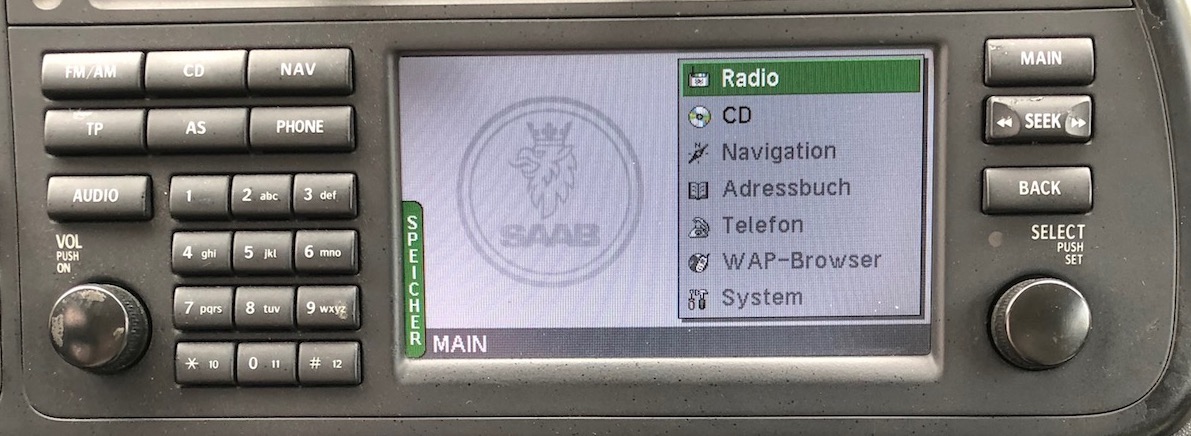 FM/AM
CD
NAV
TP
AS
PHONE
AUDIO
1
2 abc
3 def
4 ghi
5 jkl
6 mno
7 pqrs
8 tuv
9 wxyz
* 10
0 11
# 12
VOL
PUSH
ON
SAAB
SPEICHER
Radio
CD
Navigation
Adressbuch
Telefon
WAP-Browser
System
MAIN
MAIN
SEEK
BACK
SELECT
PUSH
SET